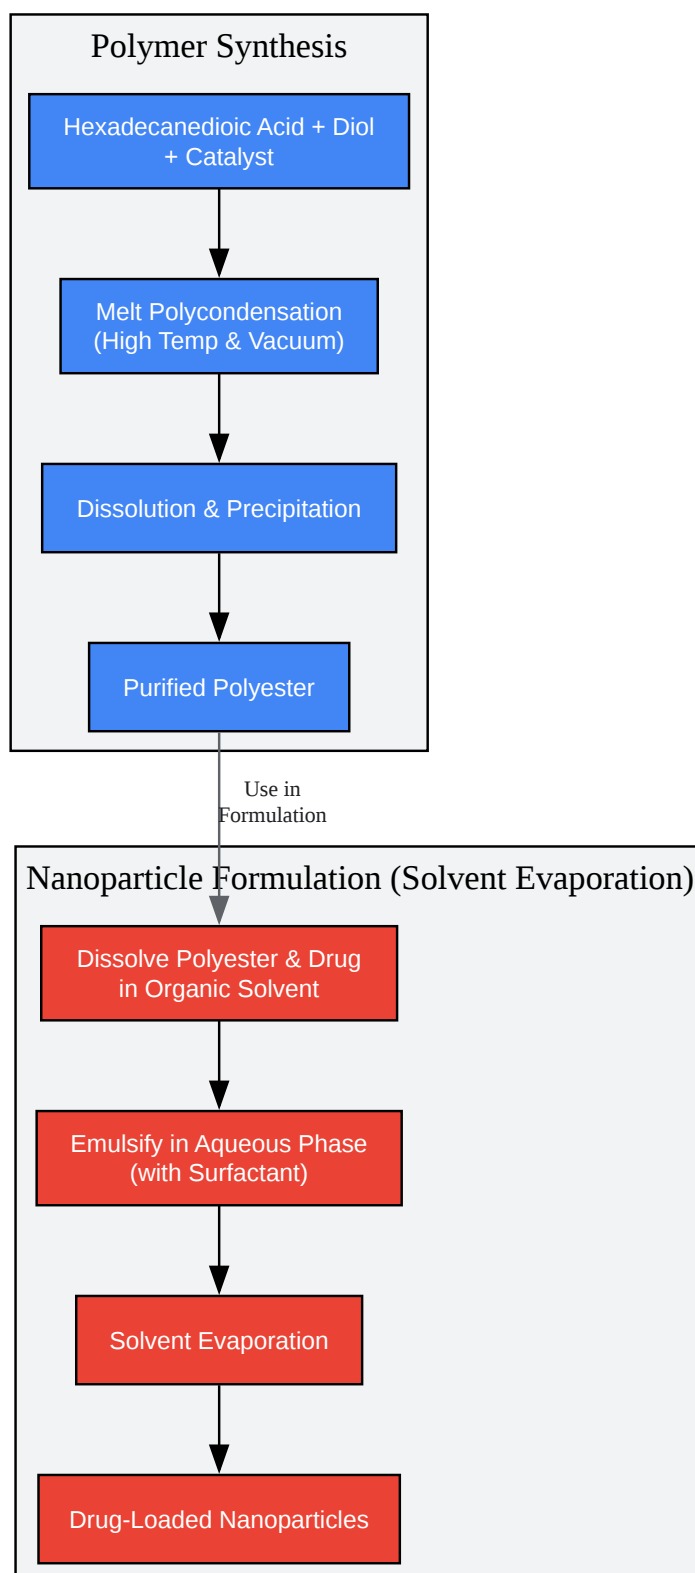 Polymer Synthesis
Hexadecanedioic Acid + Diol
+ Catalyst
Melt Polycondensation
(High Temp & Vacuum)
Dissolution & Precipitation
Purified Polyester
Use in
Formulation
Nanoparticle Formulation (Solvent Evaporation)
Dissolve Polyester & Drug
in Organic Solvent
Emulsify in Aqueous Phase
(with Surfactant)
Solvent Evaporation
Drug-Loaded Nanoparticles